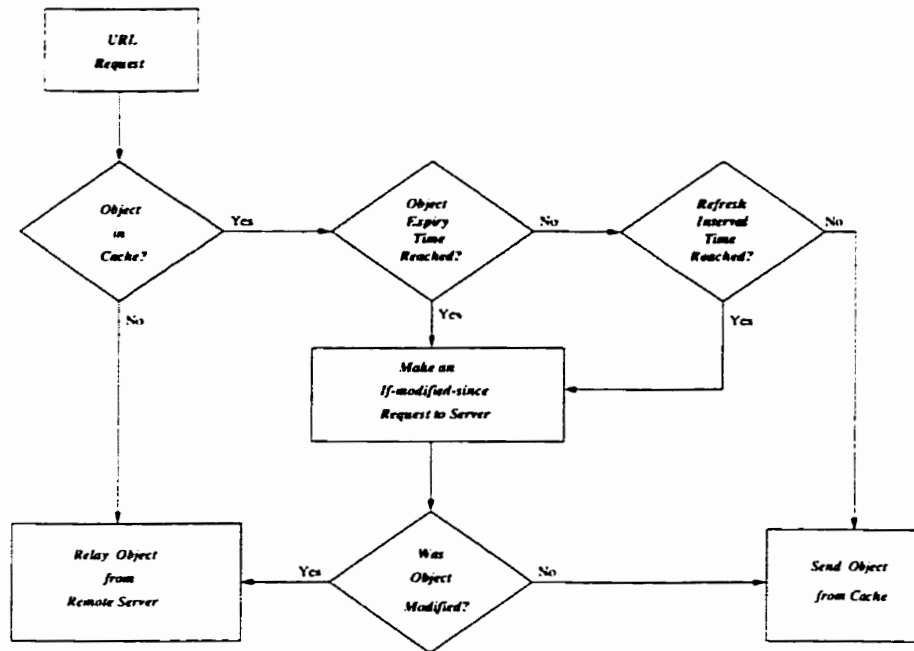 URL
Request
Object
in
Cache?
Yes
Object
Expiry
Time
Reached?
No
Refresh
Interval
Time
Reached?
No
No
Yes
Yes
Make an
If-modified-since
Request to Server
Relay Object
from
Remote Server
Yes
Was
Object
Modified?
No
Send Object
from Cache